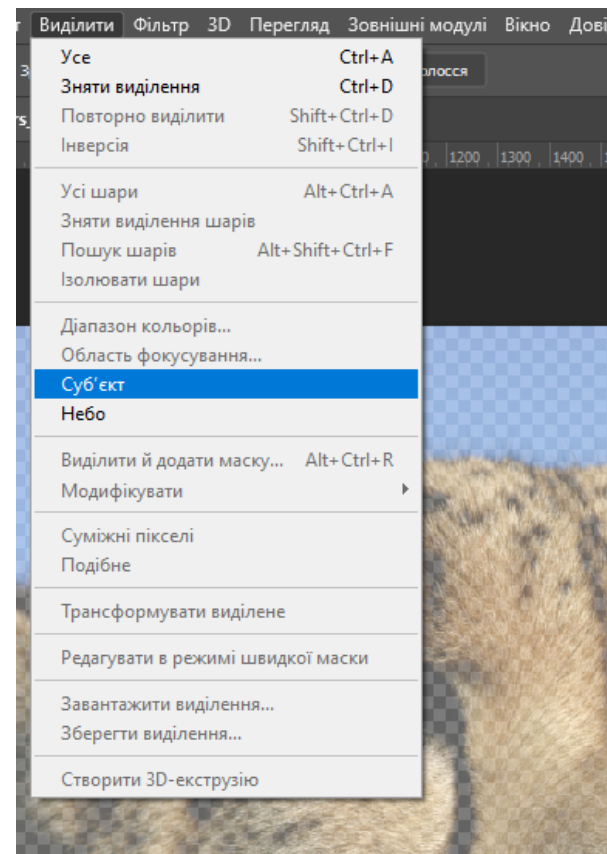 Виділити Фільтр 3D Перегляд Зовнішні модулі Вікно Дові
Усе Ctrl+A
Зняти виділення Ctrl+D
Повторно виділити Shift+Ctrl+D
Інверсія Shift+Ctrl+I
1200 1300 1400
Усі шари Alt+Ctrl+A
Зняти виділення шарів
Пошук шарів Alt+Shift+Ctrl+F
Ізолювати шари
Діапазон кольорів...
Область фокусування...
Суб'єкт
Небо
Виділити й додати маску... Alt+Ctrl+R
Модифікувати
Суміжні пікселі
Подібне
Трансформувати виділене
Редагувати в режимі швидкої маски
Завантажити виділення...
Зберегти виділення...
Створити 3D-екструзію